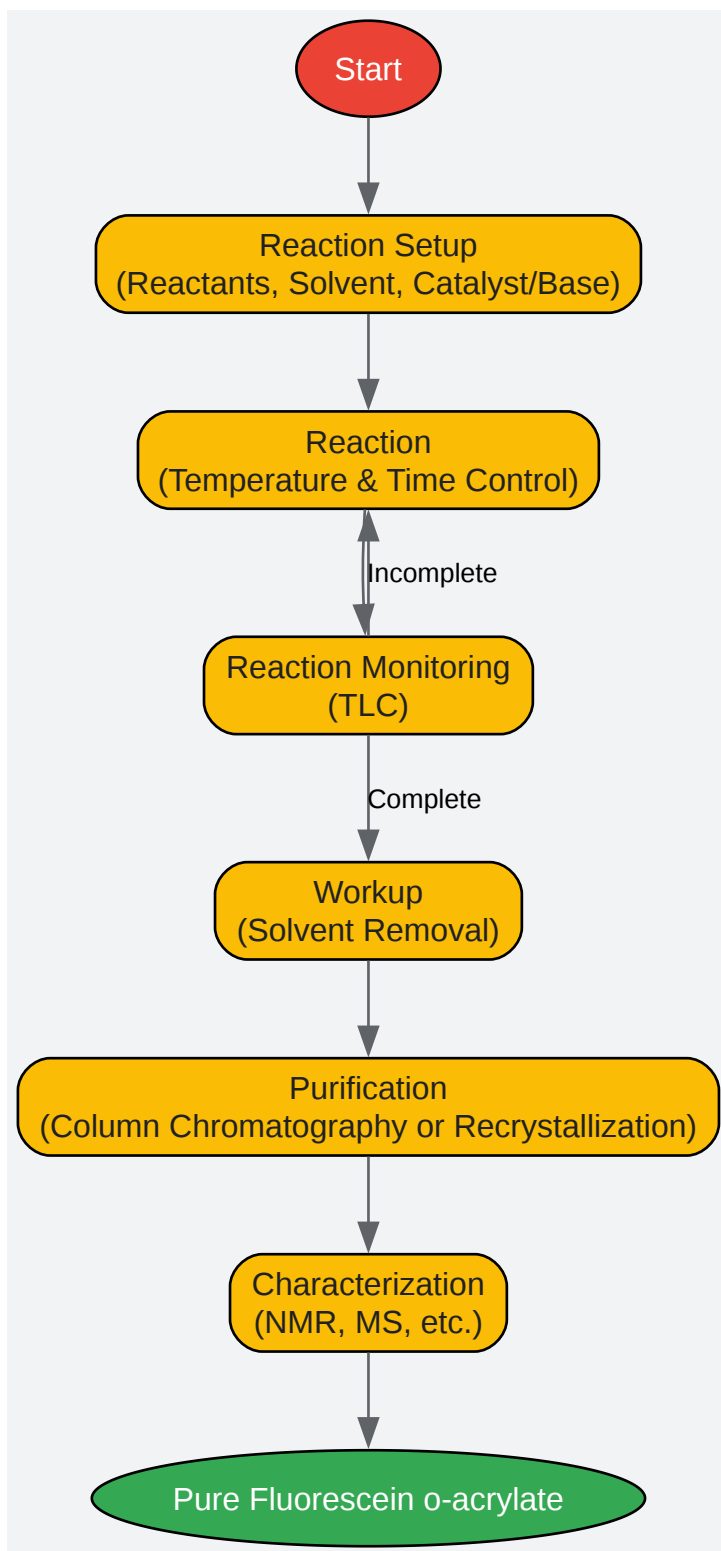 Start
Reaction Setup
(Reactants, Solvent, Catalyst/Base)
Reaction
(Temperature & Time Control)
Incomplete
Reaction Monitoring
(TLC)
Complete
Workup
(Solvent Removal)
Purification
(Column Chromatography or Recrystallization)
Characterization
(NMR, MS, etc.)
Pure Fluorescein o-acrylate